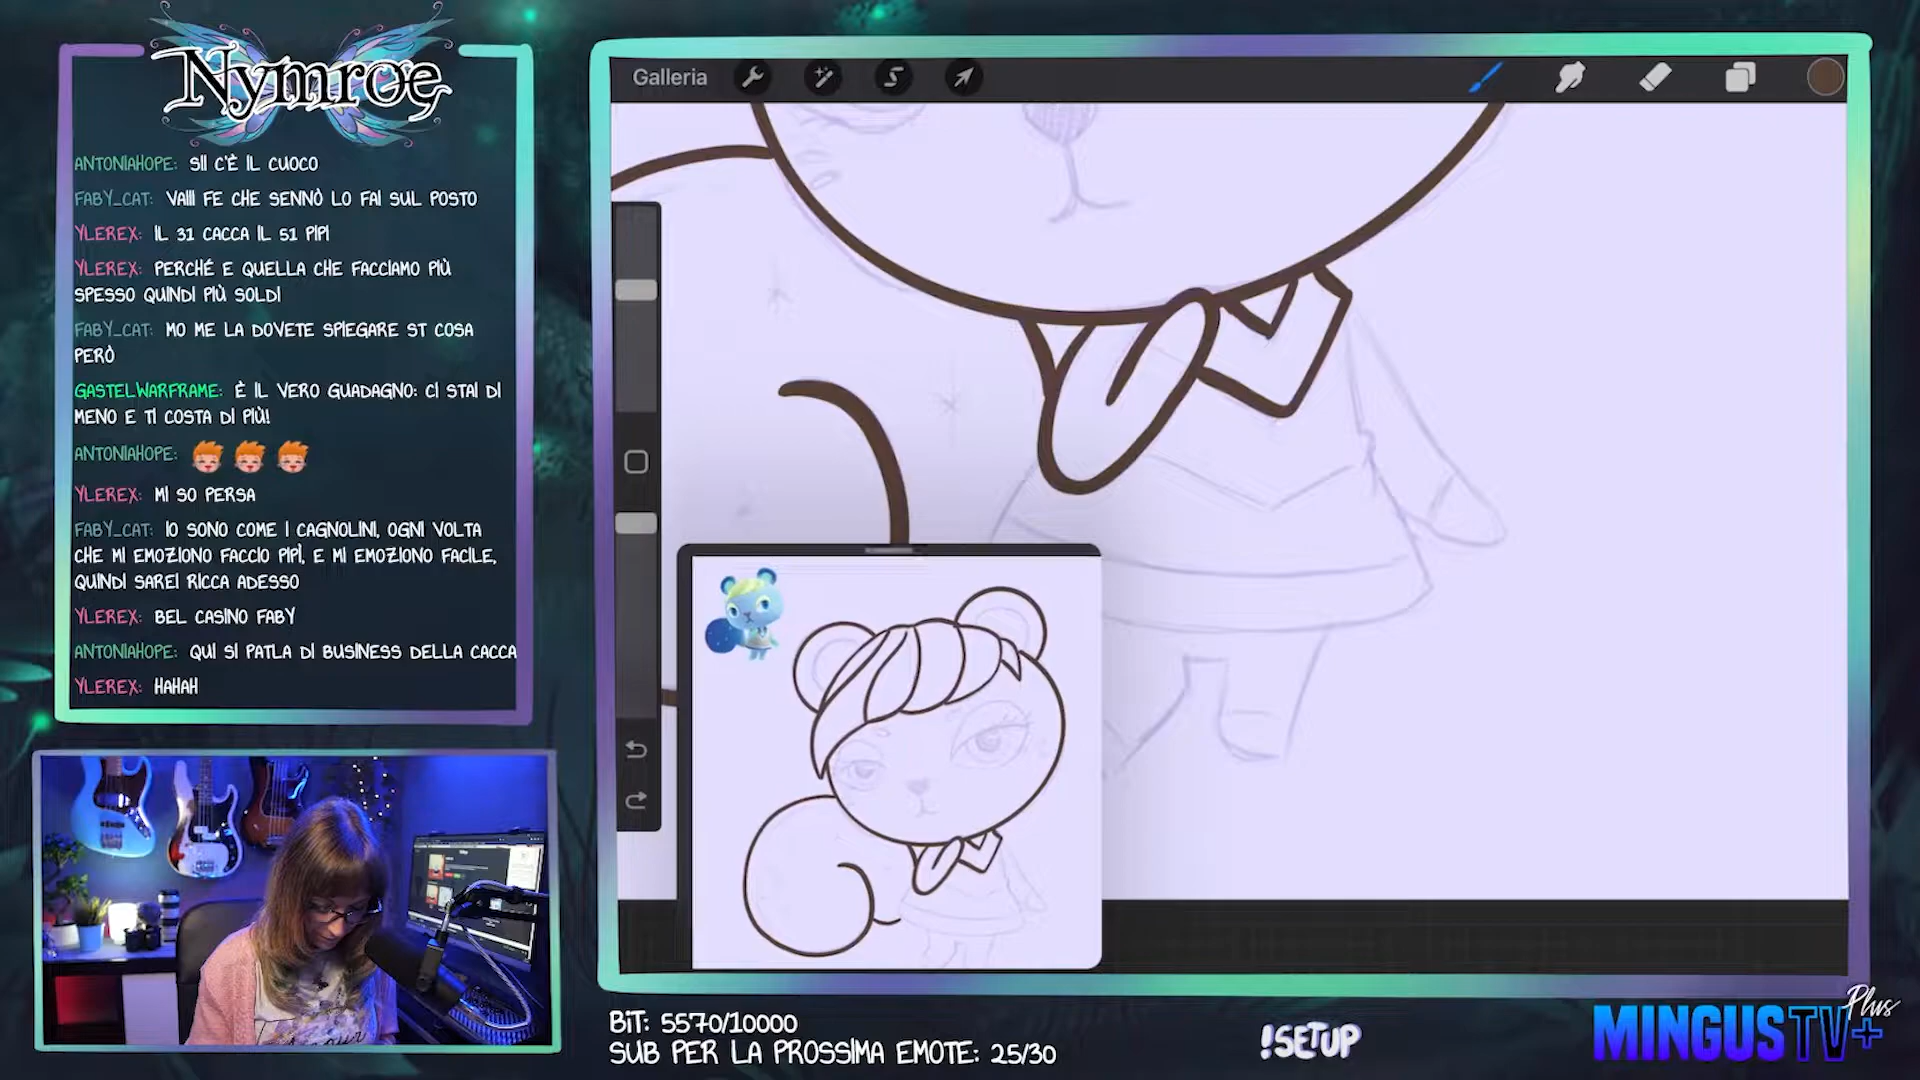 Nymroe
ANTONIAHOPE: SII C'È IL CUOCO
FABY_CAT: VAIII FE CHE SENNÒ LO FAI SUL POSTO
YLEREX: IL 31 CACCA IL 51 PIPI
YLEREX: PERCHÉ E QUELLA CHE FACCIAMO PIÙ
SPESSO QUINDI PIÙ SOLDI
FABY_CAT: MO ME LA DOVETE SPIEGARE ST COSA
PERÒ
GASTELWARFRAME: È IL VERO GUADAGNO: CI STAI DI
MENO E TI COSTA DI PIÙ!
ANTONIAHOPE:
YLEREX: MI SO PERSA
FABY_CAT: IO SONO COME I CAGNOLINI, OGNI VOLTA
CHE MI EMOZIONO FACCIO PIPÌ, E MI EMOZIONO FACILE,
QUINDI SAREI RICCA ADESSO
YLEREX: BEL CASINO FABY
ANTONIAHOPE: QUI SI PATLA DI BUSINESS DELLA CACCA
YLEREX: HAHAH
Galleria
BIT: 5570/10000
SUB PER LA PROSSIMA EMOTE: 25/30
!SETUP
MINGUSTV+ Plus